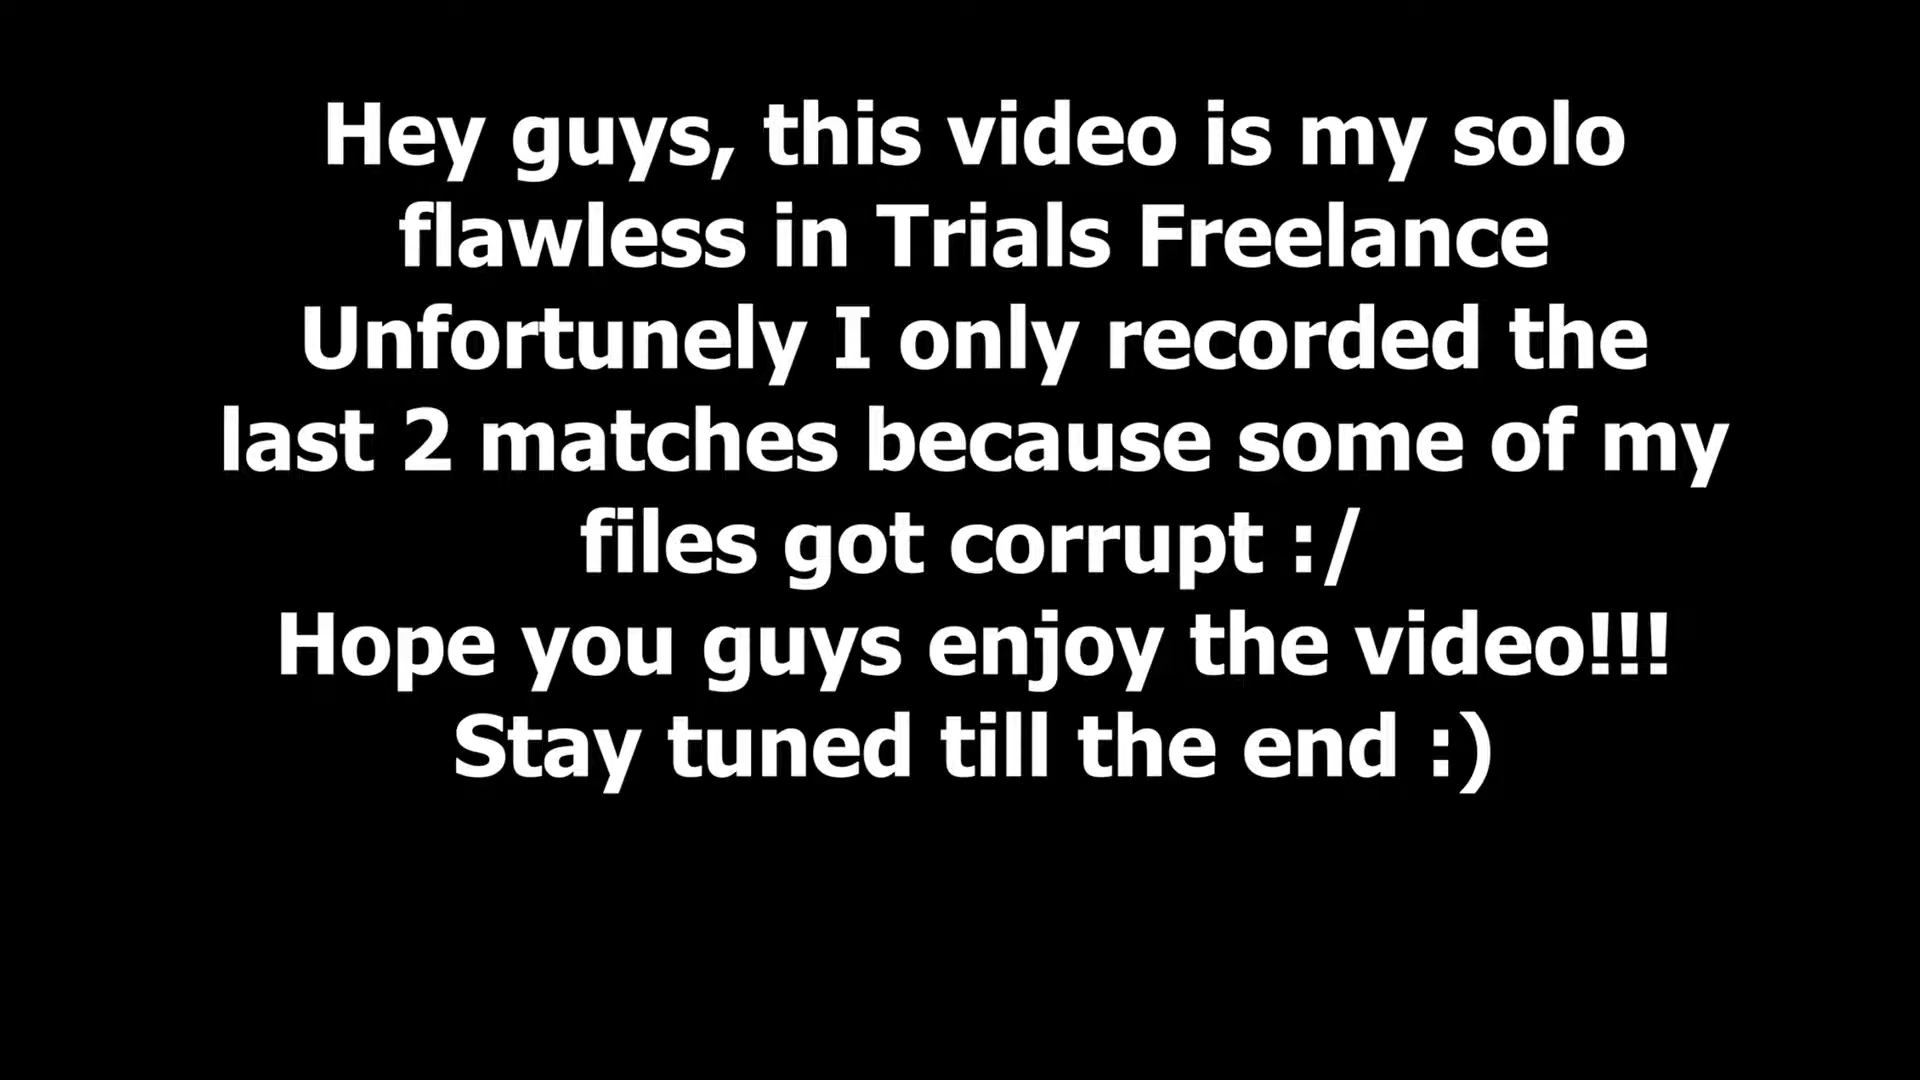 Hey guys, this video is my solo
flawless in Trials Freelance
Unfortunely I only recorded the
last 2 matches because some of my
files got corrupt :/
Hope you guys enjoy the video!!!
Stay tuned till the end :)